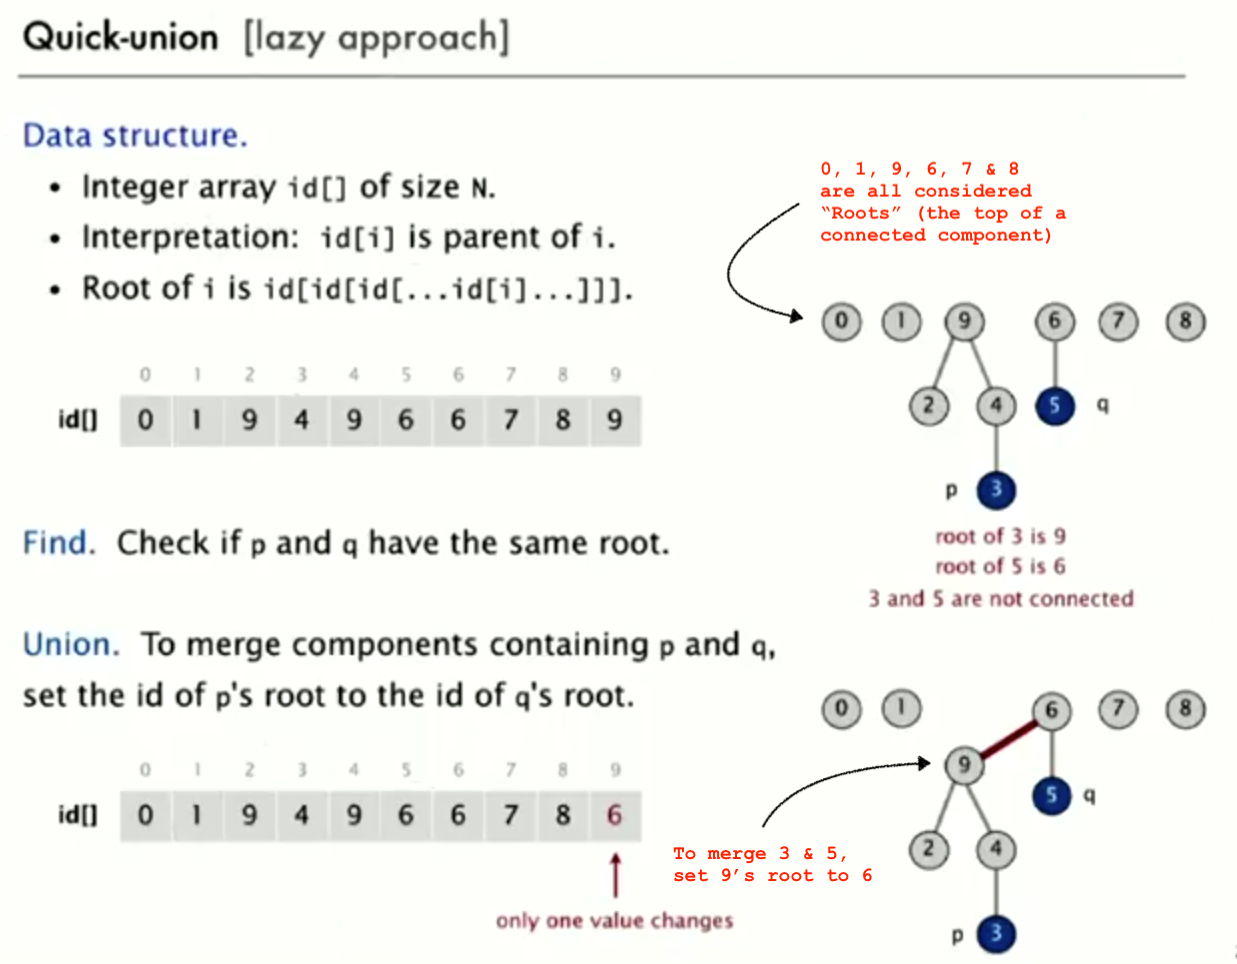 Quick-union [lazy approach]
Data structure.
• Integer array id[] of size N.
• Interpretation: id[i] is parent of i.
• Root of i is id[id[id[...id[i]...]]].
0 1 2 3 4 5 6 7 8 9
id[] 0 1 9 4 9 6 6 7 8 9
0, 1, 9, 6, 7 & 8
are all considered
“Roots” (the top of a
connected component)
0 1 9 6 7 8
2 4 5 q
p 3
root of 3 is 9
root of 5 is 6
3 and 5 are not connected
Find. Check if p and q have the same root.
Union. To merge components containing p and q,
set the id of p's root to the id of q's root.
0 1 2 3 4 5 6 7 8 9
id[] 0 1 9 4 9 6 6 7 8 6
only one value changes
To merge 3 & 5,
set 9’s root to 6
0 1 6 7 8
9
5 q
2 4
p 3